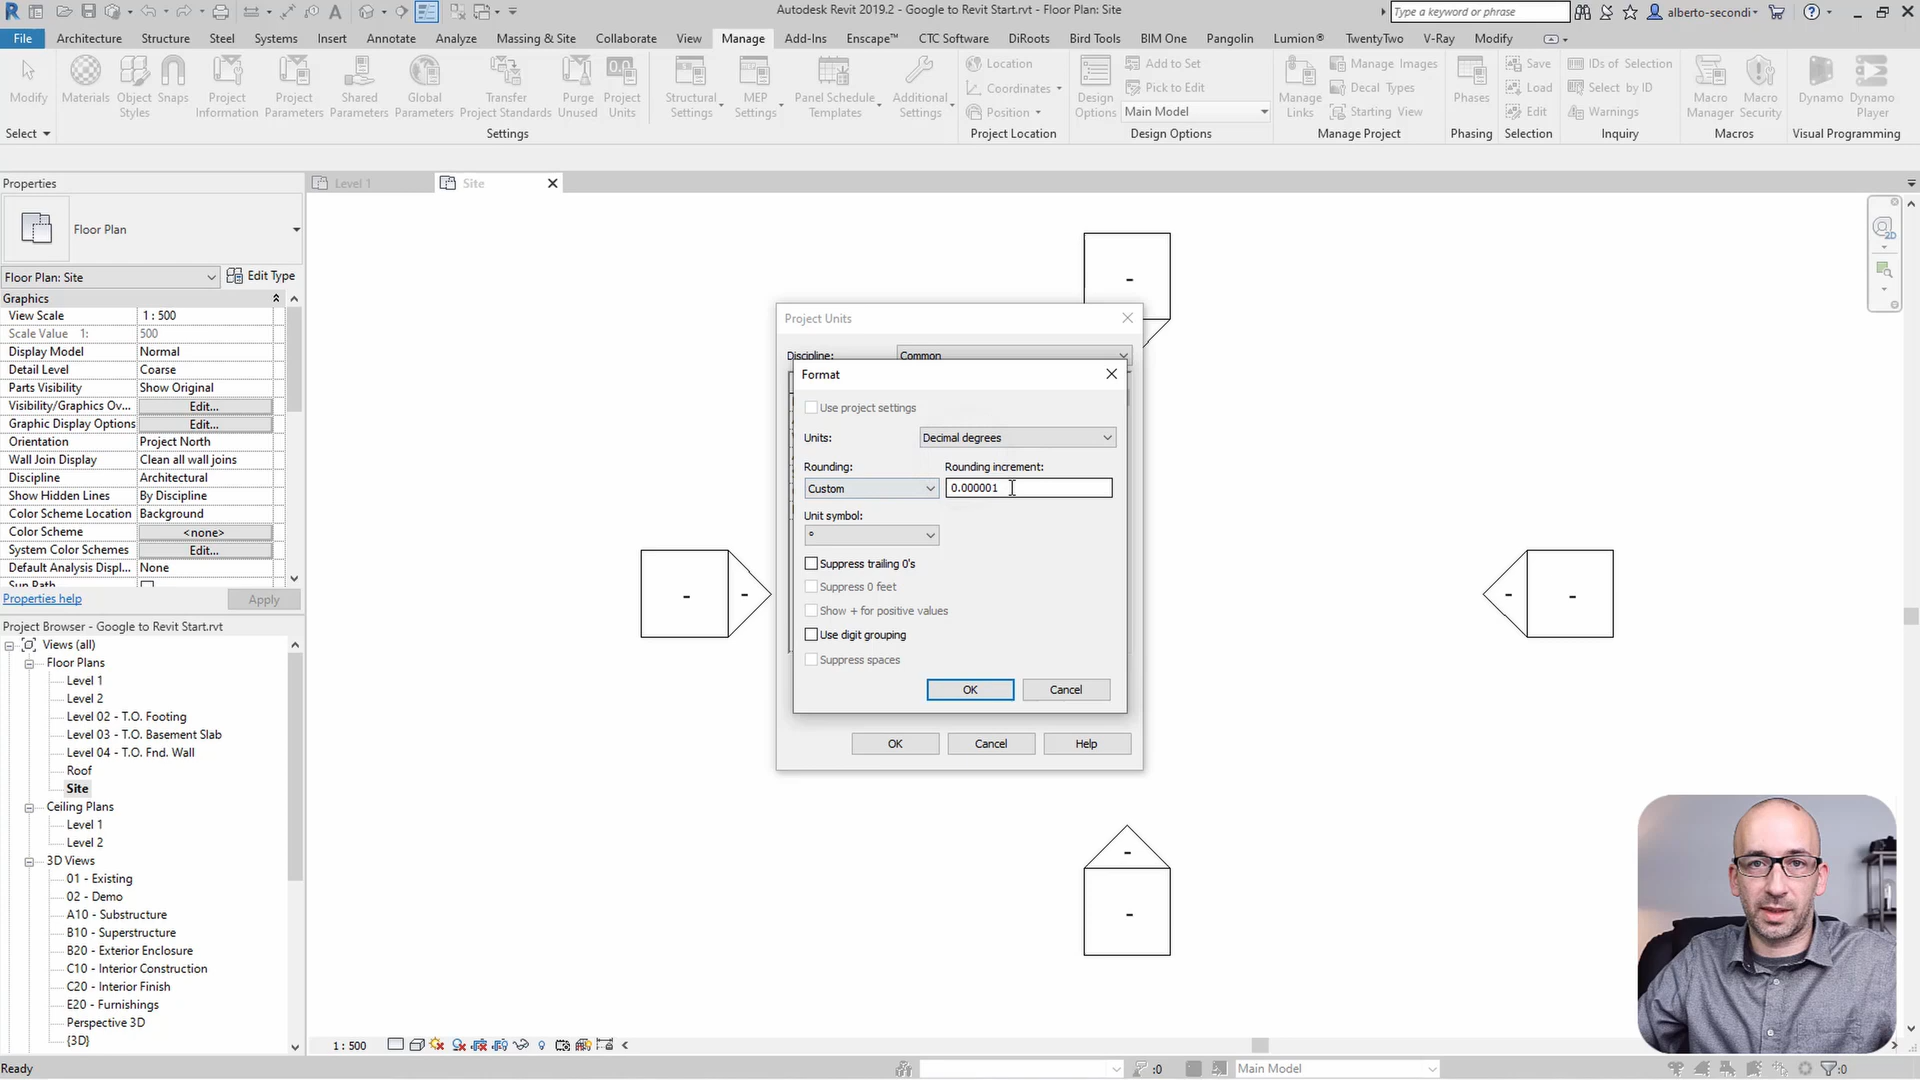 Autodesk Revit 2019.2 - Google to Revit Start.rvt - Floor Plan: Site
Type a keyword or phrase
alberto-secondi
File Architecture Structure Steel Systems Insert Annotate Analyze Massing & Site Collaborate View Manage Add-Ins Enscape™ CTC Software DiRoots Bird Tools BIM One Pangolin Lumion® TwentyTwo V-Ray Modify
Modify
Materials
Object Styles
Snaps
Project Information
Project Parameters
Shared Parameters
Global Parameters
Transfer Project Standards
Purge Unused
Project Units
Structural Settings
MEP Settings
Panel Schedule Templates
Additional Settings
Location
Coordinates
Position
Design Options
Add to Set
Pick to Edit
Main Model
Manage Links
Manage Images
Decal Types
Starting View
Phases
Save
Load
Edit
IDs of Selection
Select by ID
Warnings
Macro Manager
Macro Security
Dynamo
Dynamo Player
Select Settings Project Location Design Options Manage Project Phasing Selection Inquiry Macros Visual Programming
Properties
Level 1
Site
Floor Plan
Floor Plan: Site
Edit Type
Graphics
View Scale 1 : 500
Scale Value 1: 500
Display Model Normal
Detail Level Coarse
Parts Visibility Show Original
Visibility/Graphics Ov... Edit...
Graphic Display Options Edit...
Orientation Project North
Wall Join Display Clean all wall joins
Discipline Architectural
Show Hidden Lines By Discipline
Color Scheme Location Background
Color Scheme <none>
System Color Schemes Edit...
Default Analysis Displ... None
Sun Path
Properties help
Apply
Project Browser - Google to Revit Start.rvt
Views (all)
Floor Plans
Level 1
Level 2
Level 02 - T.O. Footing
Level 03 - T.O. Basement Slab
Level 04 - T.O. Fnd. Wall
Roof
Site
Ceiling Plans
Level 1
Level 2
3D Views
01 - Existing
02 - Demo
A10 - Substructure
B10 - Superstructure
B20 - Exterior Enclosure
C10 - Interior Construction
C20 - Interior Finish
E20 - Furnishings
Perspective 3D
{3D}
Project Units
Discipline: Common
Format
Use project settings
Units: Decimal degrees
Rounding: Rounding increment:
Custom 0.000001
Unit symbol:
°
Suppress trailing 0's
Suppress 0 feet
Show + for positive values
Use digit grouping
Suppress spaces
OK Cancel
OK Cancel Help
-
- -
- -
-
-
2D
1 : 500
Ready
:0
Main Model
:0